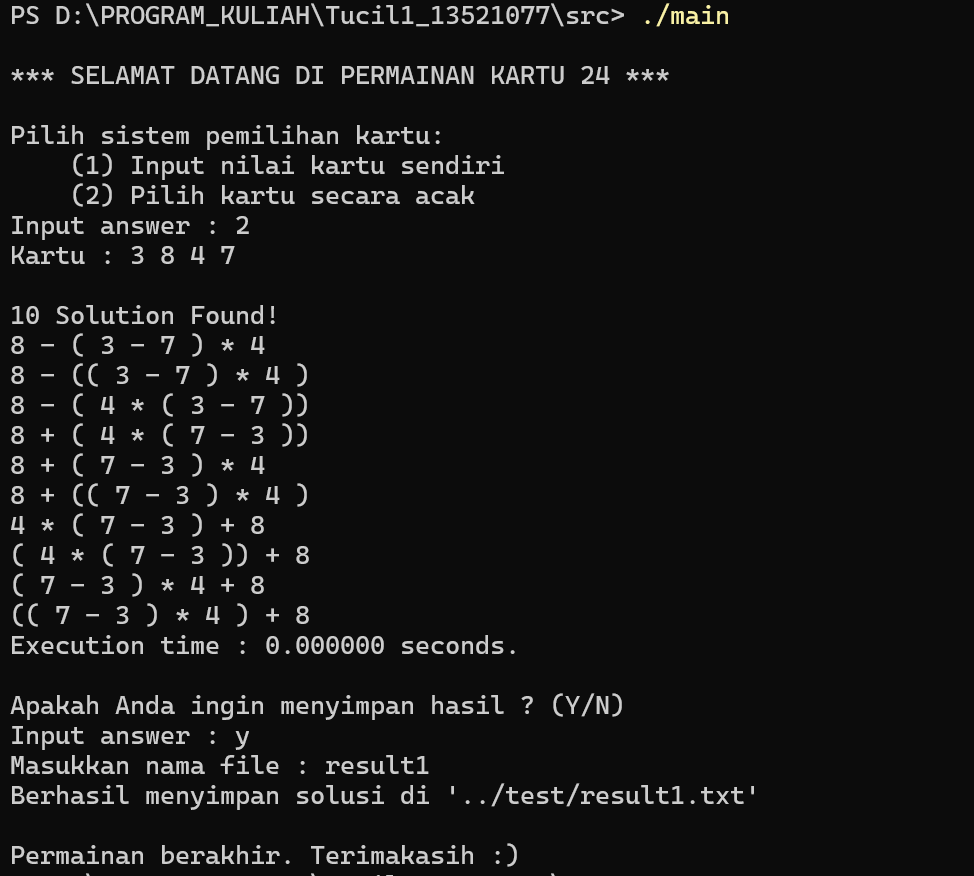 PS D:\PROGRAM_KULIAH\Tucil1_13521077\src> ./main
*** SELAMAT DATANG DI PERMAINAN KARTU 24 ***
Pilih sistem pemilihan kartu:
    (1) Input nilai kartu sendiri
    (2) Pilih kartu secara acak
Input answer : 2
Kartu : 3 8 4 7
10 Solution Found!
8 - ( 3 - 7 ) * 4
8 - (( 3 - 7 ) * 4 )
8 - ( 4 * ( 3 - 7 ))
8 + ( 4 * ( 7 - 3 ))
8 + ( 7 - 3 ) * 4
8 + (( 7 - 3 ) * 4 )
4 * ( 7 - 3 ) + 8
( 4 * ( 7 - 3 )) + 8
( 7 - 3 ) * 4 + 8
(( 7 - 3 ) * 4 ) + 8
Execution time : 0.000000 seconds.
Apakah Anda ingin menyimpan hasil ? (Y/N)
Input answer : y
Masukkan nama file : result1
Berhasil menyimpan solusi di '../test/result1.txt'
Permainan berakhir. Terimakasih :)